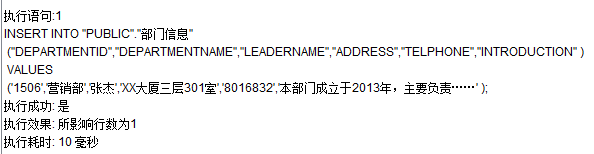 执行语句:1
INSERT INTO "PUBLIC"."部门信息"
("DEPARTMENTID","DEPARTMENTNAME","LEADERNAME","ADDRESS","TELPHONE","INTRODUCTION" )
VALUES
('1506','营销部','张杰','XX大厦三层301室','8016832','本部门成立于2013年，主要负责……' );
执行成功: 是
执行效果: 所影响行数为1
执行耗时: 10 毫秒